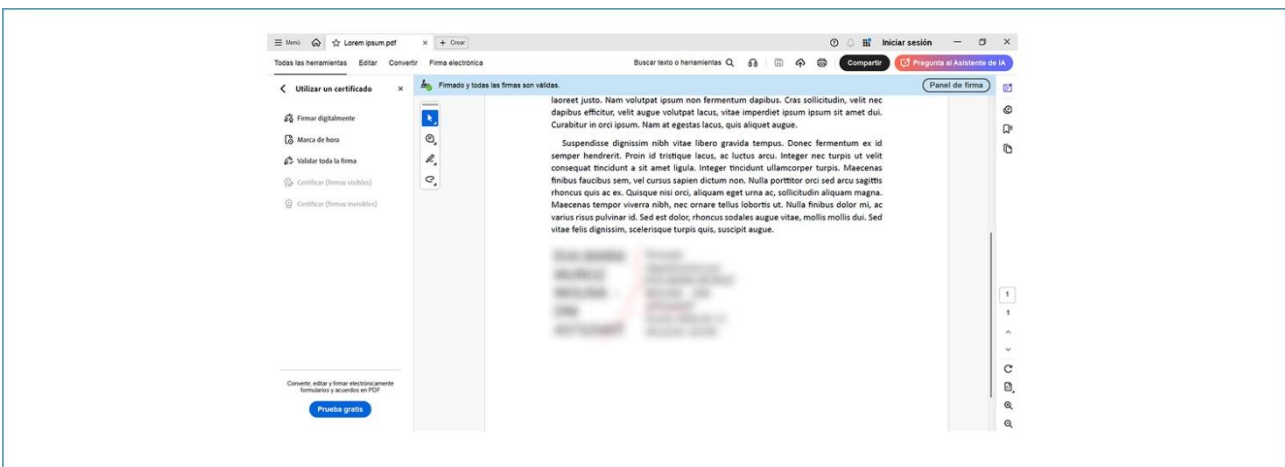 Menú Lorem ipsum.pdf + Crear Iniciar sesión
Todas las herramientas Editar Convertir Firma electrónica Buscar texto o herramientas Compartir Pregunta al Asistente de IA
Utilizar un certificado
Firmado y todas las firmas son válidas.
Panel de firma
Firmar digitalmente
Marca de hora
Validar toda la firma
Certificar (firmas visibles)
Certificar (firmas invisibles)
laoreet justo. Nam volutpat ipsum non fermentum dapibus. Cras sollicitudin, velit nec
dapibus efficitur, velit augue volutpat lacus, vitae imperdiet ipsum ipsum sit amet dui.
Curabitur in orci ipsum. Nam at egestas lacus, quis aliquet augue.
Suspendisse dignissim nibh vitae libero gravida tempus. Donec fermentum ex id
semper hendrerit. Proin id tristique lacus, ac luctus arcu. Integer nec turpis ut velit
consequat tincidunt a sit amet ligula. Integer tincidunt ullamcorper turpis. Maecenas
finibus faucibus sem, vel cursus sapien dictum non. Nulla porttitor orci sed arcu sagittis
rhoncus quis ac ex. Quisque nisi orci, aliquam eget urna ac, sollicitudin aliquam magna.
Maecenas tempor viverra nibh, nec ornare tellus lobortis ut. Nulla finibus dolor mi, ac
varius risus pulvinar id. Sed est dolor, rhoncus sodales augue vitae, mollis mollis dui. Sed
vitae felis dignissim, scelerisque turpis quis, suscipit augue.
1
1
Converte, editar y firmar electrónicamente
formularios y acuerdos en PDF
Prueba gratis